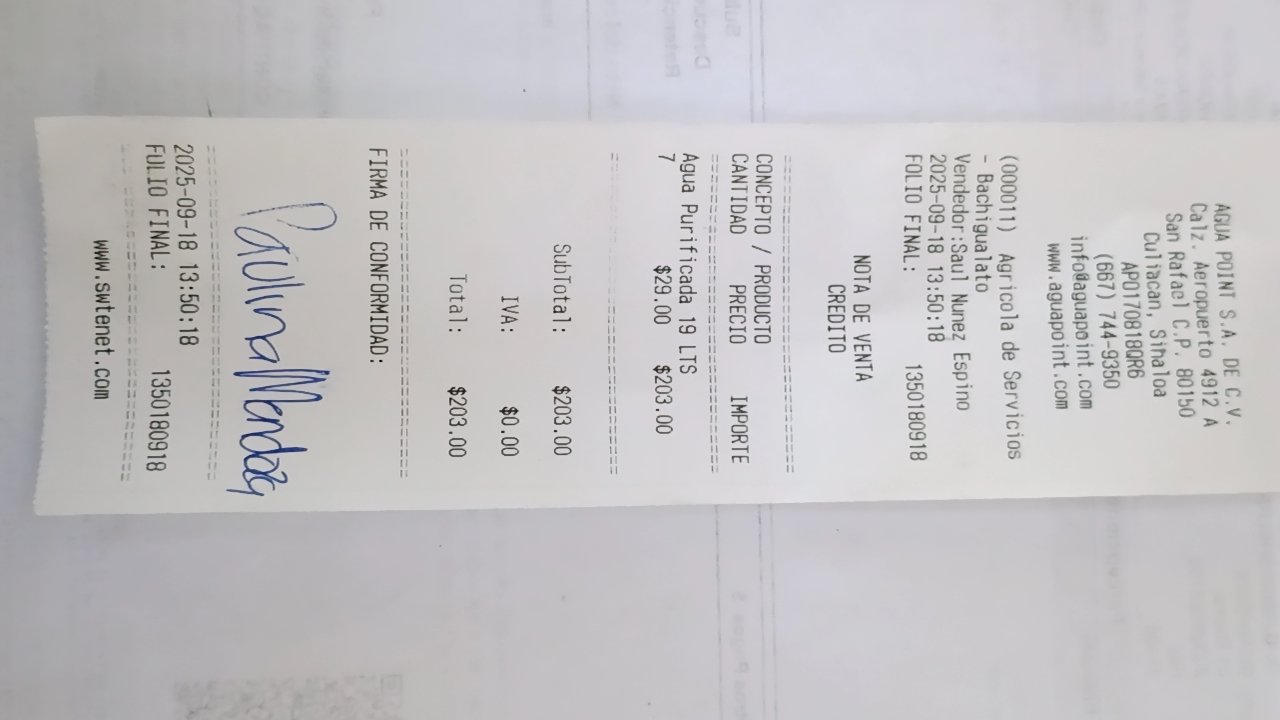 AGUA POINT S.A. DE C.V.
Calz. Aeropuerto 4912 A
San Rafael C.P. 80150
Culiacan, Sinaloa
APO170818QR6
(667) 744-9350
info@aguapoint.com
www.aguapoint.com
(000011) Agricola de Servicios
- Bachigualato
Vendedor:Saul Nunez Espino
2025-09-18 13:50:18
FOLIO FINAL: 1350180918
NOTA DE VENTA
CREDITO
CONCEPTO / PRODUCTO
CANTIDAD PRECIO IMPORTE
Agua Purificada 19 LTS
7 $29.00 $203.00
SubTotal: $203.00
IVA: $0.00
Total: $203.00
FIRMA DE CONFORMIDAD:
Paulina Mendoza
2025-09-18 13:50:18
FOLIO FINAL: 1350180918
www.swtenet.com